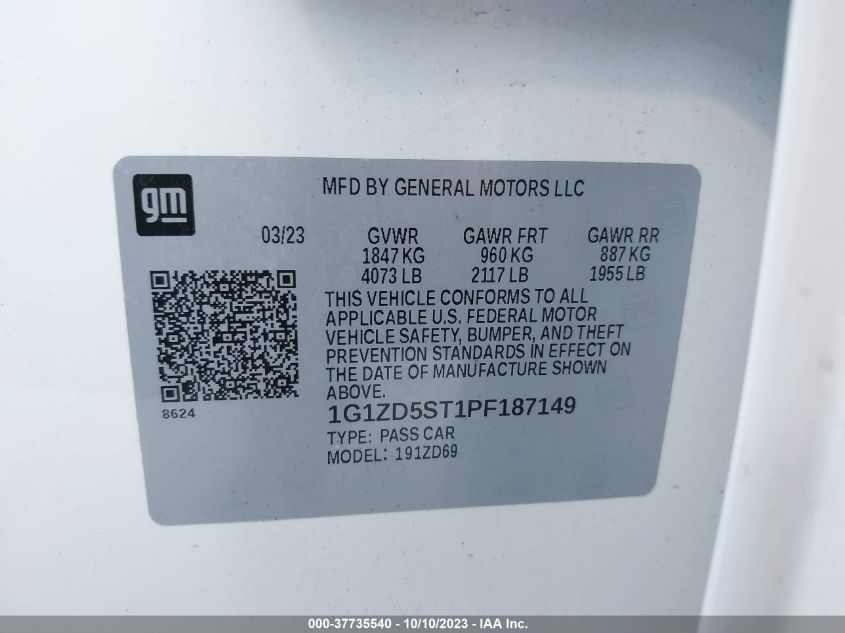 gm
MFD BY GENERAL MOTORS LLC
03/23 GVWR GAWR FRT GAWR RR
1847 KG 960 KG 887 KG
4073 LB 2117 LB 1955 LB
THIS VEHICLE CONFORMS TO ALL
APPLICABLE U.S. FEDERAL MOTOR
VEHICLE SAFETY, BUMPER, AND THEFT
PREVENTION STANDARDS IN EFFECT ON
THE DATE OF MANUFACTURE SHOWN
ABOVE.
8624
1G1ZD5ST1PF187149
TYPE: PASS CAR
MODEL: 191ZD69
000-37735540 - 10/10/2023 - IAA Inc.